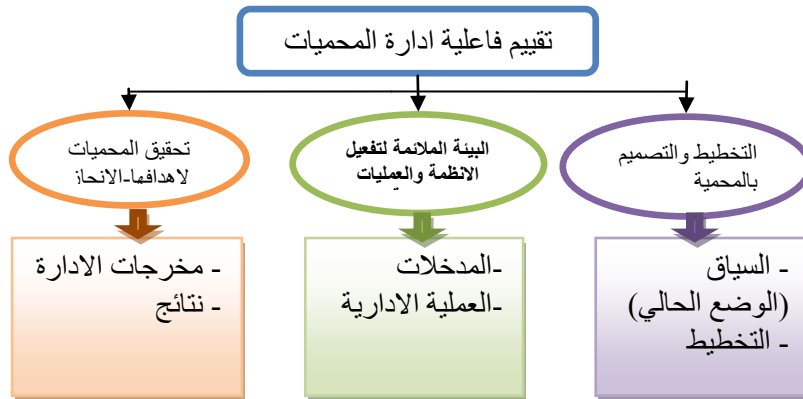 تقييم فاعلية ادارة المحميات
التخطيط والتصميم
بالمحمية
البيئة الملائمة لتفعيل
الانظمة والعمليات
تحقيق المحميات
لاهدافها-الانجاز
- السياق
(الوضع الحالي)
- التخطيط
-المدخلات
-العملية الادارية
- مخرجات الادارة
- نتائج